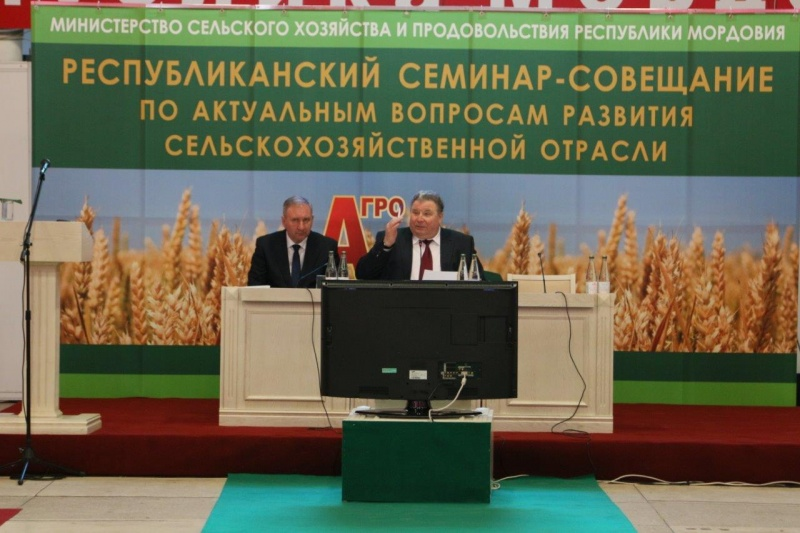 МИНИСТЕРСТВО СЕЛЬСКОГО ХОЗЯЙСТВА И ПРОДОВОЛЬСТВИЯ РЕСПУБЛИКИ МОРДОВИЯ
РЕСПУБЛИКАНСКИЙ СЕМИНАР-СОВЕЩАНИЕ
ПО АКТУАЛЬНЫМ ВОПРОСАМ РАЗВИТИЯ
СЕЛЬСКОХОЗЯЙСТВЕННОЙ ОТРАСЛИ
АГРО